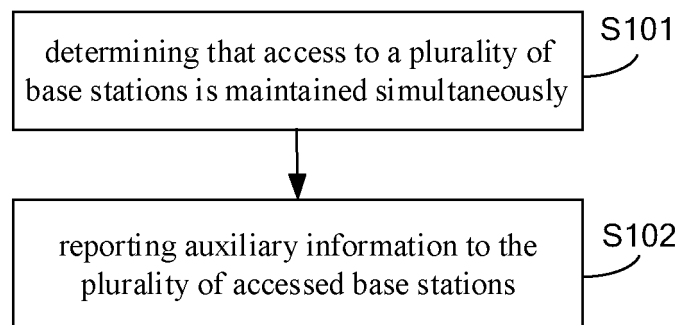 S101
determining that access to a plurality of
base stations is maintained simultaneously
S102
reporting auxiliary information to the
plurality of accessed base stations